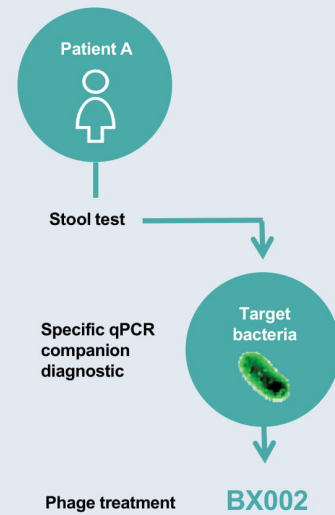 Patient A
Stool test
Target
bacteria
Specific qPCR
companion
diagnostic
Phage treatment
BX002